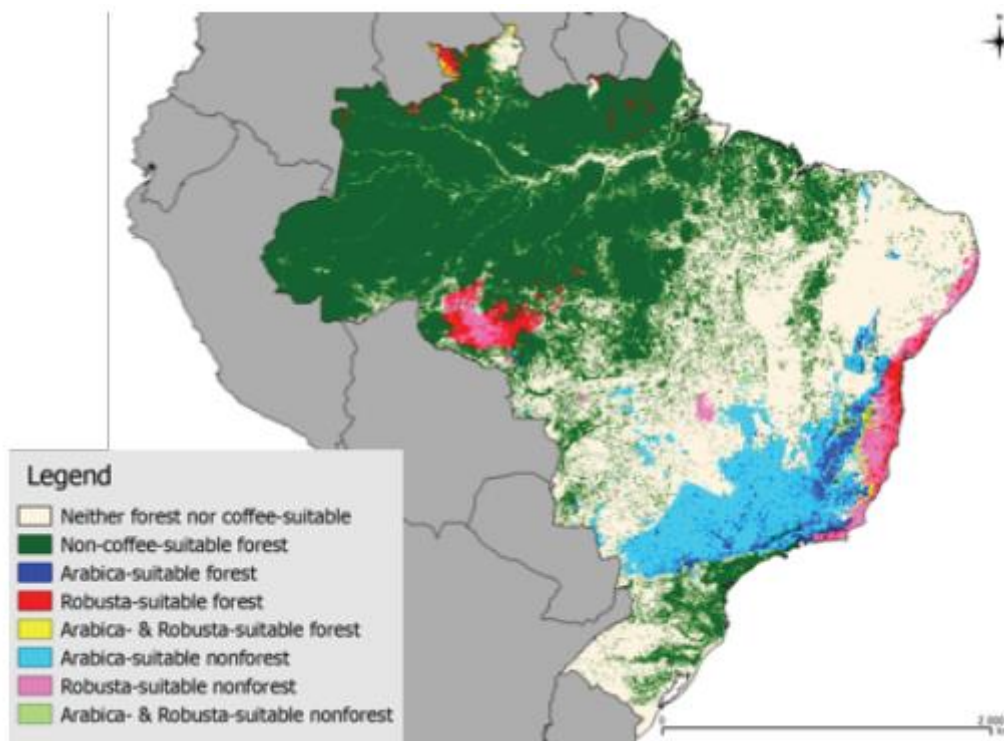 N
Legend
Neither forest nor coffee-suitable
Non-coffee-suitable forest
Arabica-suitable forest
Robusta-suitable forest
Arabica- & Robusta-suitable forest
Arabica-suitable nonforest
Robusta-suitable nonforest
Arabica- & Robusta-suitable nonforest
0